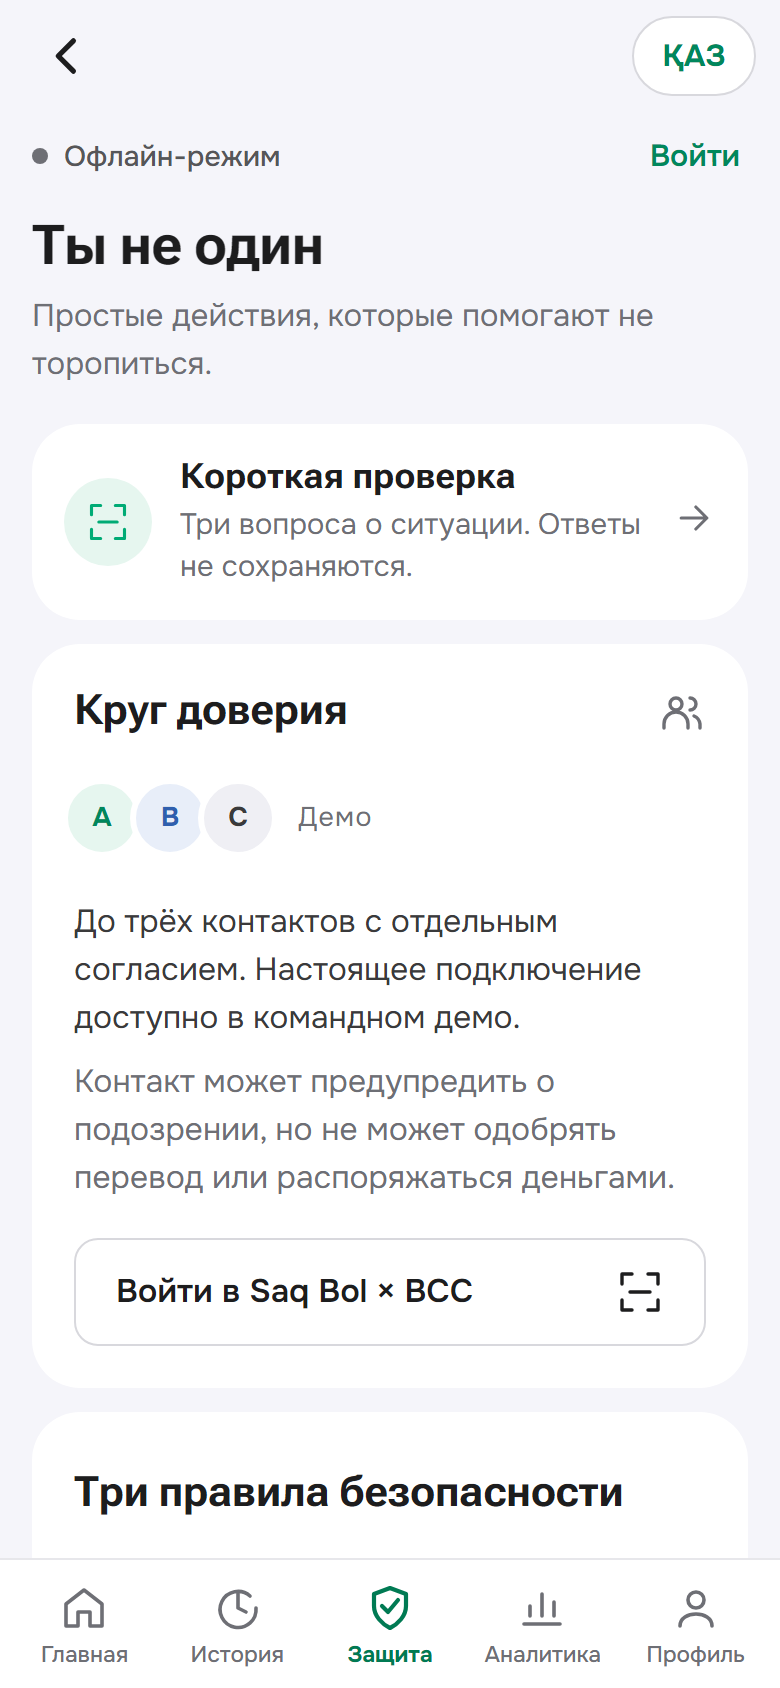 ҚАЗ
Офлайн-режим
Войти
Ты не один
Простые действия, которые помогают не
торопиться.
Короткая проверка
Три вопроса о ситуации. Ответы
не сохраняются.
Круг доверия
A B C Демо
До трёх контактов с отдельным
согласием. Настоящее подключение
доступно в командном демо.
Контакт может предупредить о
подозрении, но не может одобрять
перевод или распоряжаться деньгами.
Войти в Saq Bol × BCC
Три правила безопасности
Главная
История
Защита
Аналитика
Профиль